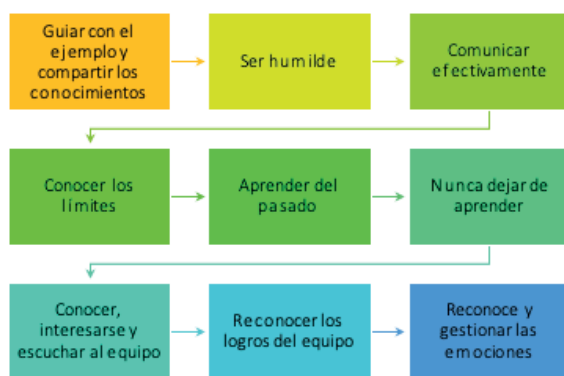 Guiar con el
ejemplo y
compartir los
conocimientos
Ser humilde
Comunicar
efectivamente
Conocer los
límites
Aprender del
pasado
Nunca dejar de
aprender
Conocer,
interesarse y
escuchar al equipo
Reconocer los
logros del equipo
Reconoce y
gestionar las
emociones